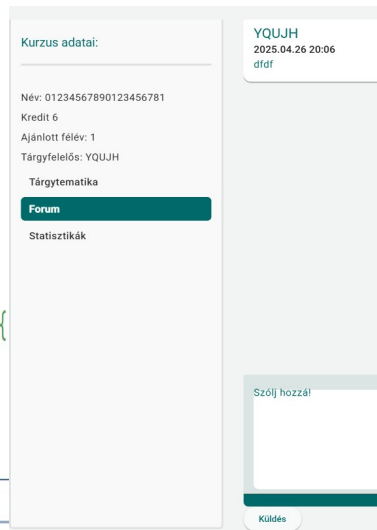 Kurzus adatai:
Név: 01234567890123456781
Kredit 6
Ajánlott félév: 1
Tárgyfelelős: YQUJH
Tárgytematika
Forum
Statisztikák
{
YQUJH
2025.04.26 20:06
dfdf
Szólj hozzá!
Küldés